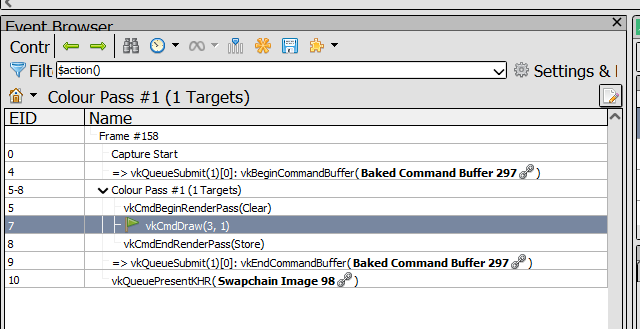 Event Browser
Contr
Filt $action() Settings & I
Colour Pass #1 (1 Targets)
EID Name
Frame #158
0 Capture Start
4 => vkQueueSubmit(1)[0]: vkBeginCommandBuffer( Baked Command Buffer 297 )
5-8 Colour Pass #1 (1 Targets)
5 vkCmdBeginRenderPass(Clear)
7 vkCmdDraw(3, 1)
8 vkCmdEndRenderPass(Store)
9 => vkQueueSubmit(1)[0]: vkEndCommandBuffer( Baked Command Buffer 297 )
10 vkQueuePresentKHR( Swapchain Image 98 )